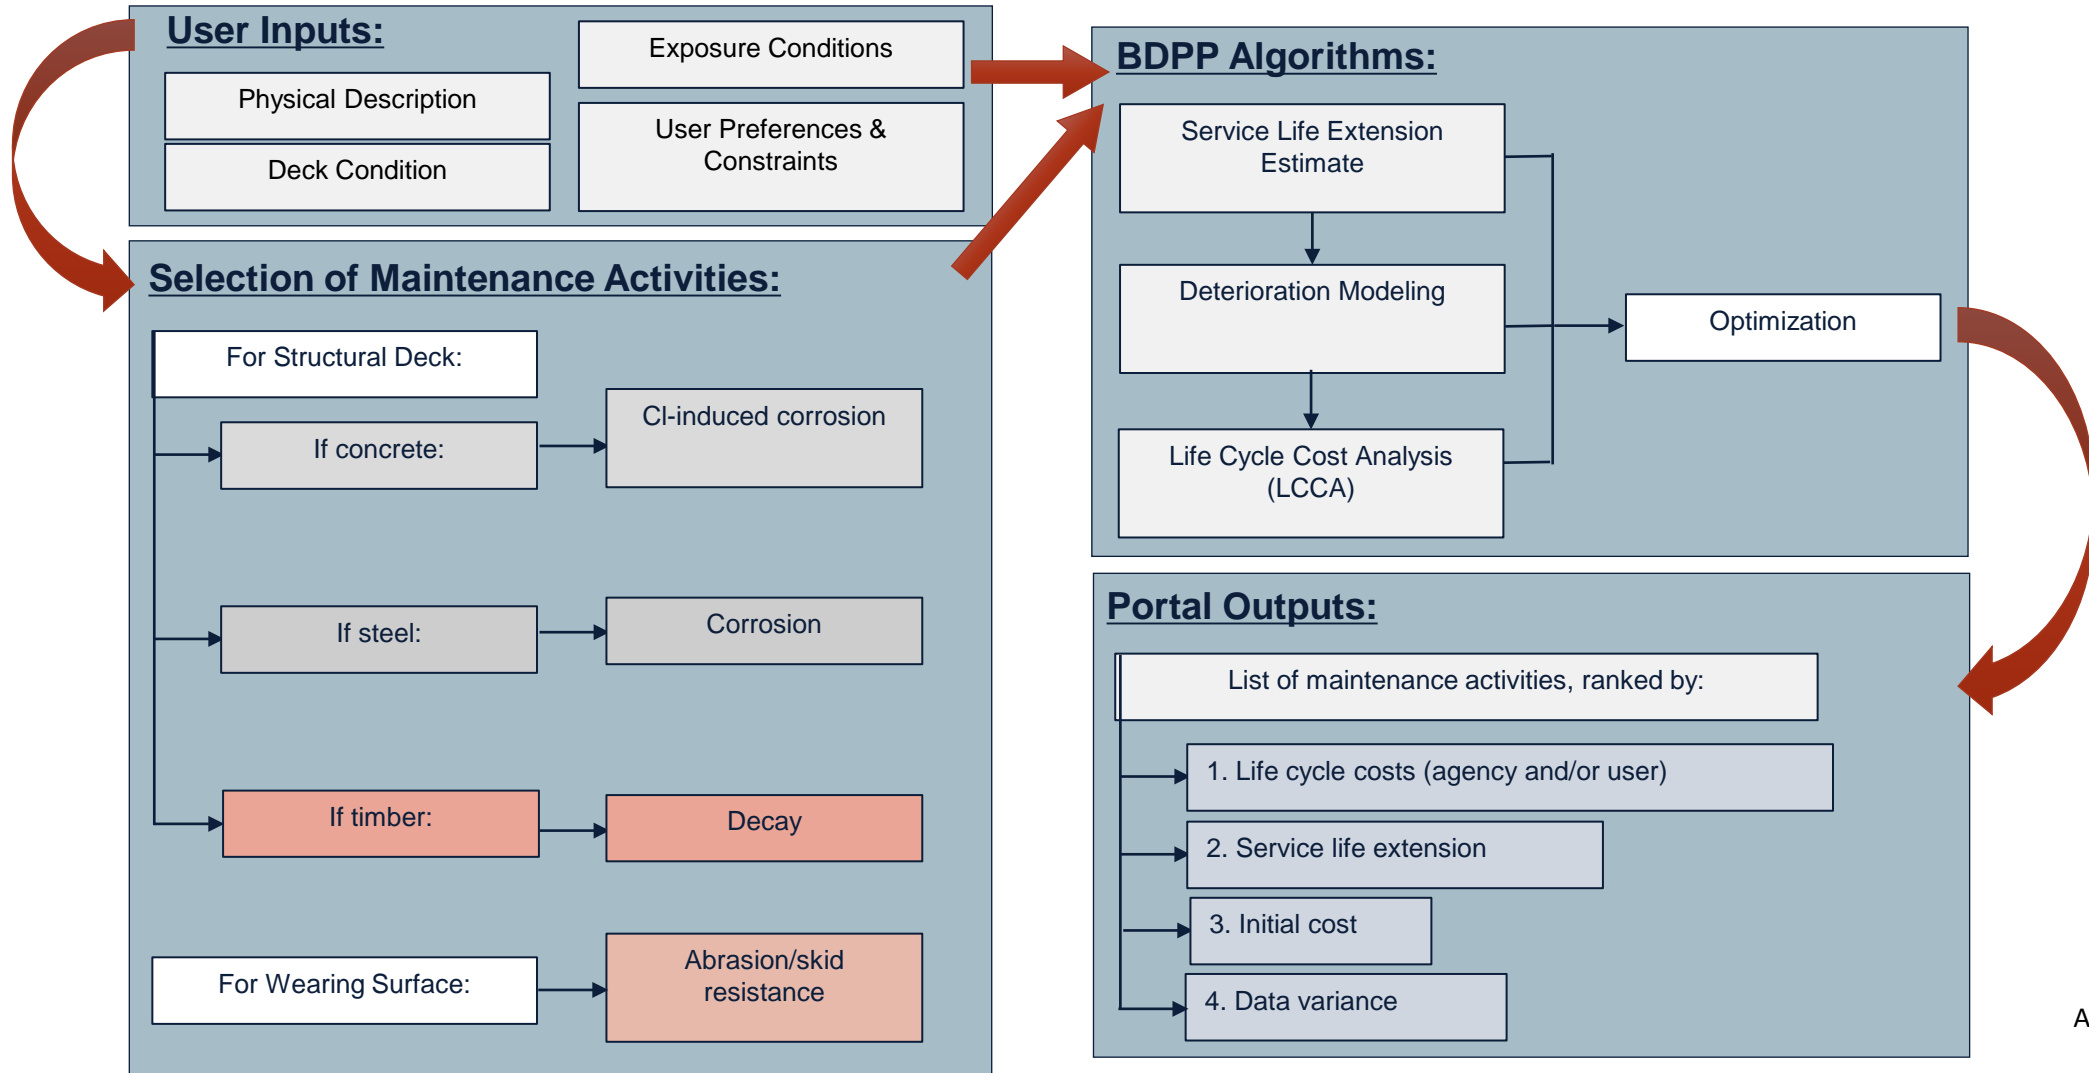 User Inputs:
Physical Description
Deck Condition
Exposure Conditions
User Preferences &
Constraints
Selection of Maintenance Activities:
For Structural Deck:
If concrete:
Cl-induced corrosion
If steel:
Corrosion
If timber:
Decay
For Wearing Surface:
Abrasion/skid
resistance
BDPP Algorithms:
Service Life Extension
Estimate
Deterioration Modeling
Life Cycle Cost Analysis
(LCCA)
Optimization
Portal Outputs:
List of maintenance activities, ranked by:
1. Life cycle costs (agency and/or user)
2. Service life extension
3. Initial cost
4. Data variance
A